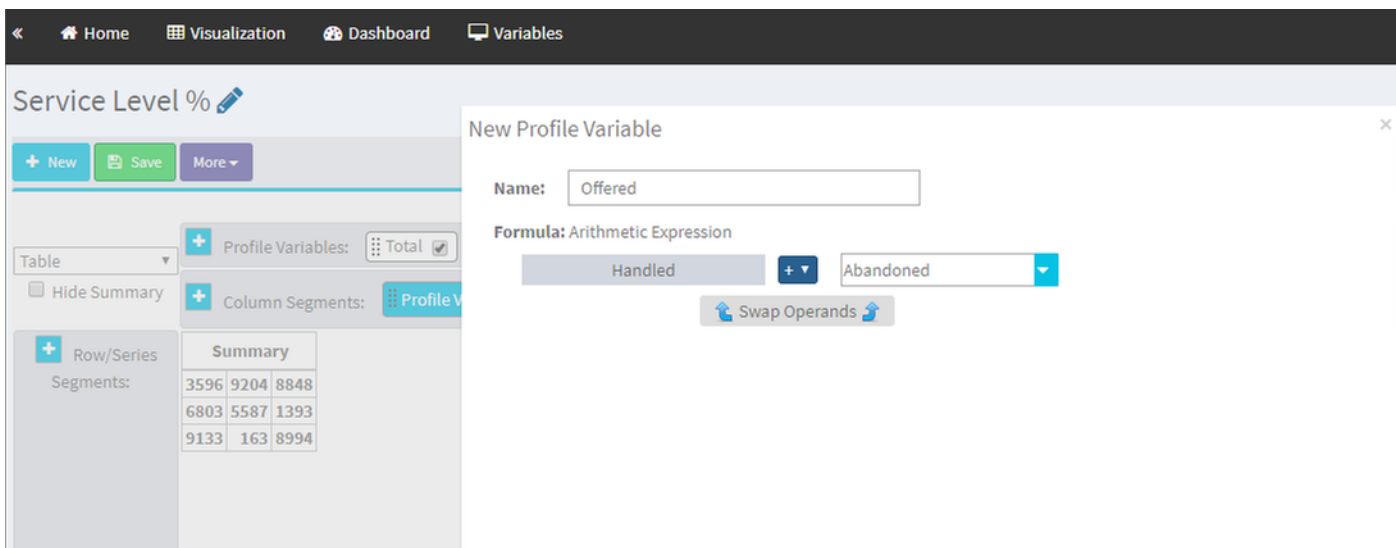 « Home Visualization Dashboard Variables
Service Level %
New Profile Variable ×
+ New Save More
Name: Offered
Formula: Arithmetic Expression
Handled + Abandoned
Swap Operands
Table
Hide Summary
+ Profile Variables: Total
+ Column Segments: Profile V
+ Row/Series
Segments:
Summary
3596 9204 8848
6803 5587 1393
9133 163 8994